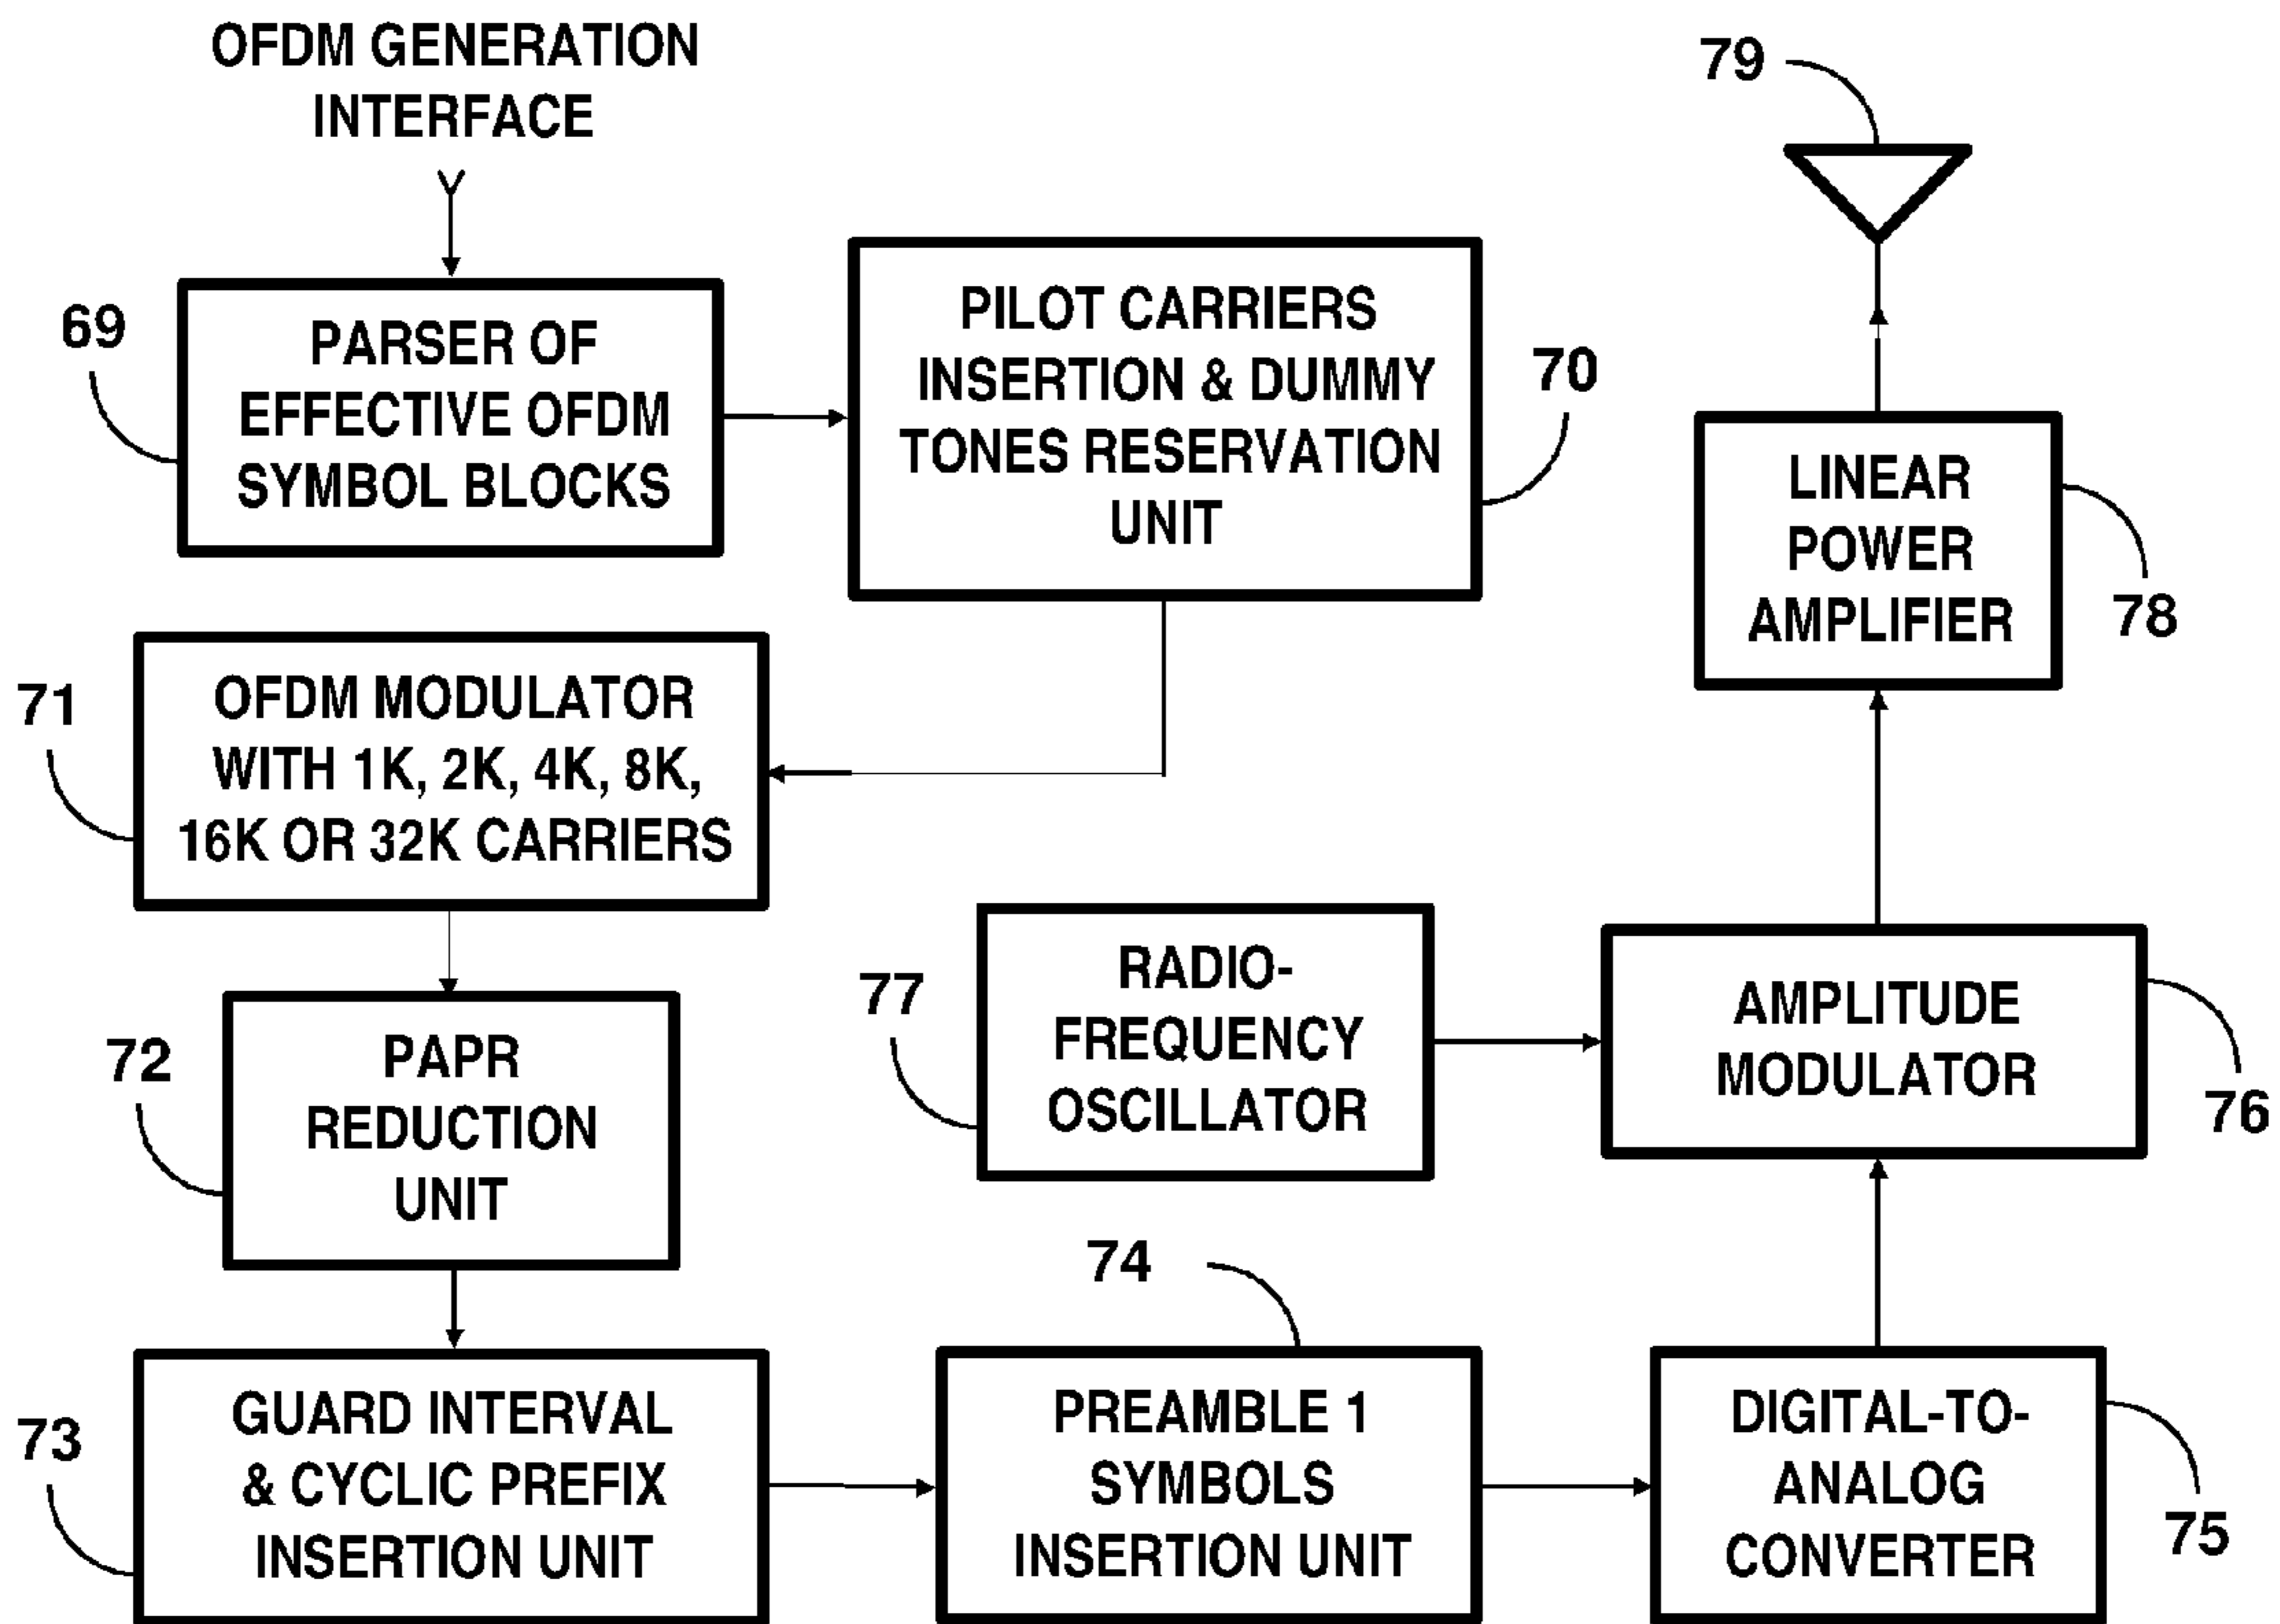 OFDM GENERATION
INTERFACE
79
69
PARSER OF
EFFECTIVE OFDM
SYMBOL BLOCKS
PILOT CARRIERS
INSERTION & DUMMY
TONES RESERVATION
UNIT
70
LINEAR
POWER
AMPLIFIER
78
71
OFDM MODULATOR
WITH 1K, 2K, 4K, 8K,
16K OR 32K CARRIERS
77
RADIO-
FREQUENCY
OSCILLATOR
AMPLITUDE
MODULATOR
76
72
PAPR
REDUCTION
UNIT
74
73
GUARD INTERVAL
& CYCLIC PREFIX
INSERTION UNIT
PREAMBLE 1
SYMBOLS
INSERTION UNIT
DIGITAL-TO-
ANALOG
CONVERTER
75